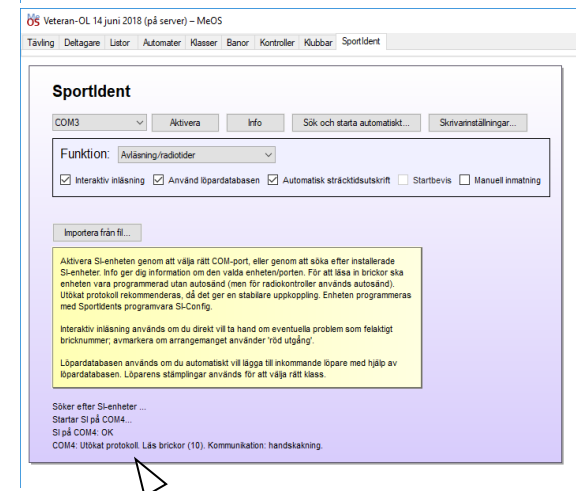 MeOS Veteran-OL 14 juni 2018 (på server) – MeOS
Tävling Deltagare Listor Automater Klasser Banor Kontroller Klubbar SportIdent
SportIdent
COM3 Aktivera Info Sök och starta automatiskt... Skrivarinställningar...
Funktion: Avläsning/radiotider
Interaktiv inläsning Använd löpardatabasen Automatisk sträcktidsutskrift Startbevis Manuell inmatning
Importera från fil...
Aktivera SI-enheten genom att välja rätt COM-port, eller genom att söka efter installerade
SI-enheter. Info ger dig information om den valda enheten/porten. För att läsa in brickor ska
enheten vara programmerad utan autosänd (men för radiokontroller används autosänd).
Utökat protokoll rekommenderas, då det ger en stabilare uppkoppling. Enheten programmeras
med SportIdents programvara SI-Config.
Interaktiv inläsning används om du direkt vill ta hand om eventuella problem som felaktigt
bricknummer; avmarkera om arrangemanget använder 'röd utgång'.
Löpardatabasen används om du automatiskt vill lägga till inkommande löpare med hjälp av
löpardatabasen. Löparens stämplingar används för att välja rätt klass.
Söker efter SI-enheter ...
Startar SI på COM4...
SI på COM4: OK
COM4: Utökat protokoll. Läs brickor (10). Kommunikation: handskakning.